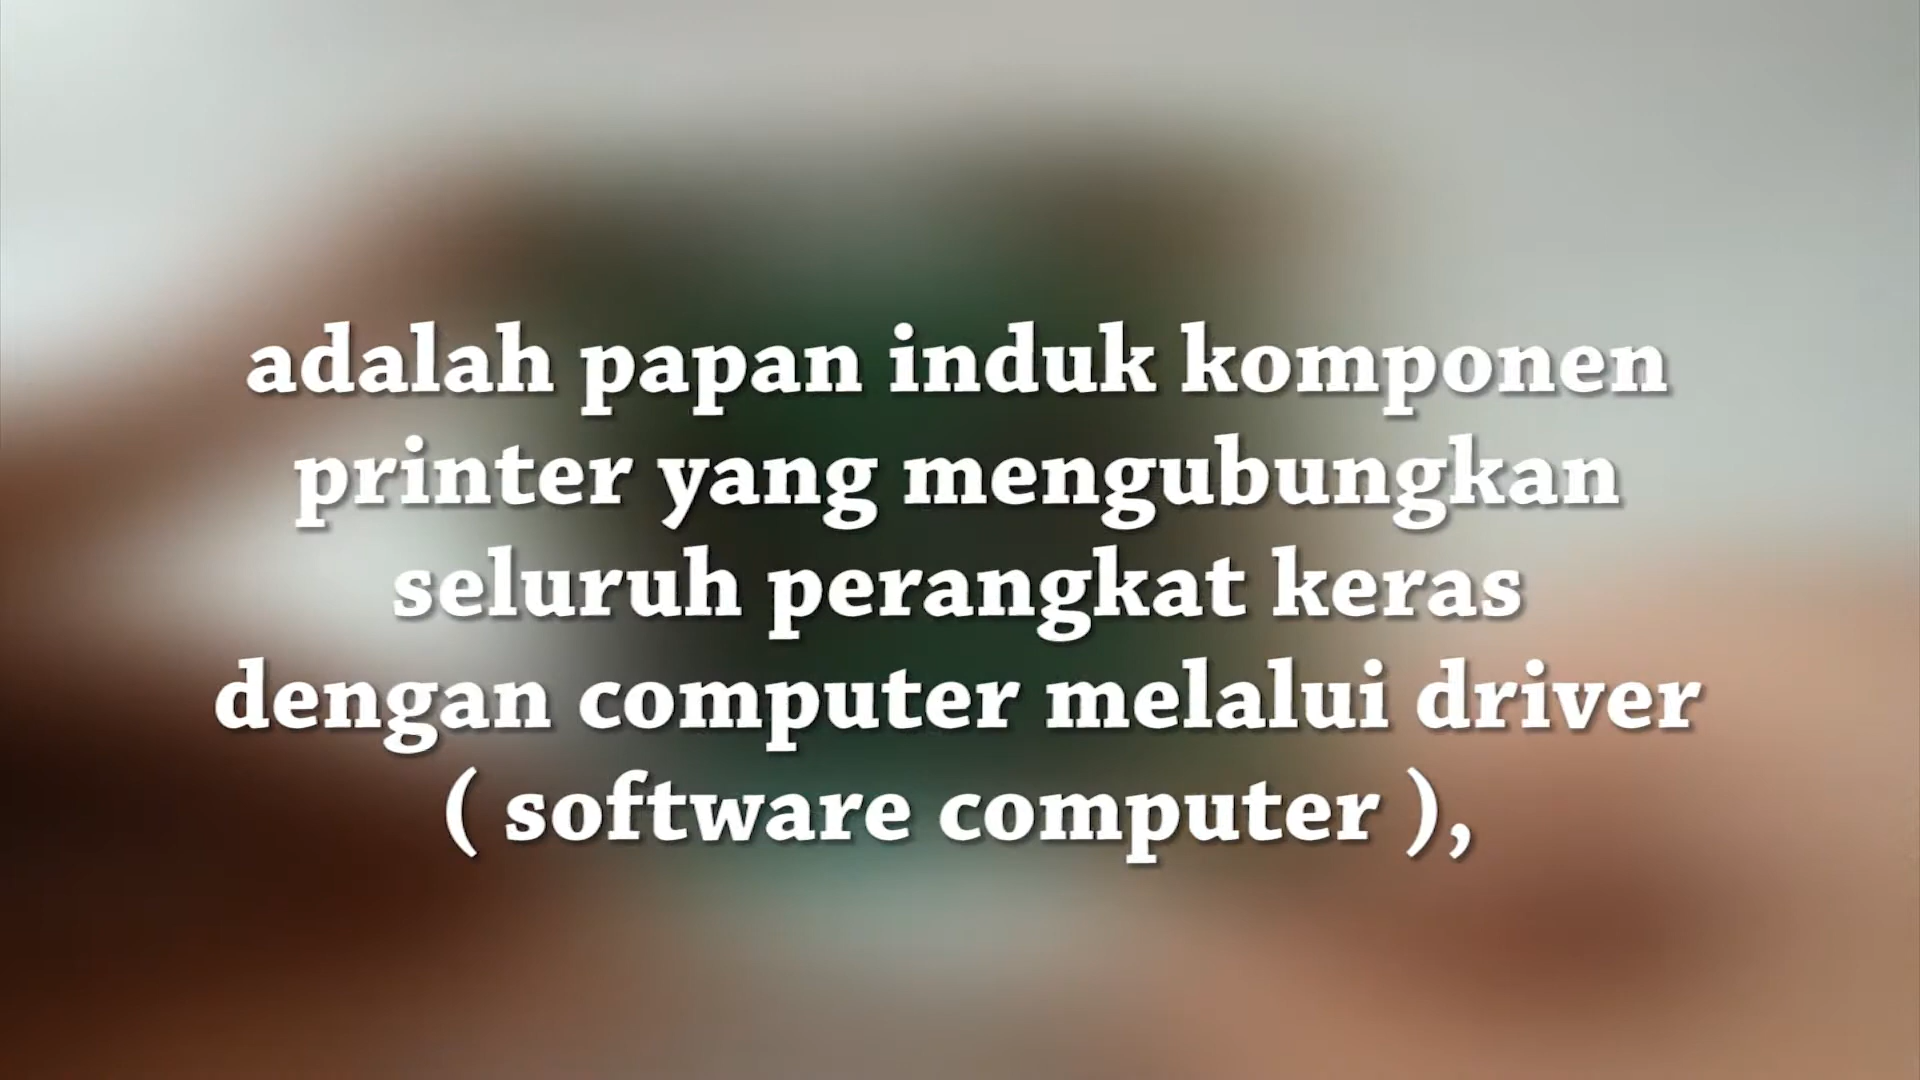 adalah papan induk komponen
printer yang mengubungkan
seluruh perangkat keras
dengan computer melalui driver
( software computer ),